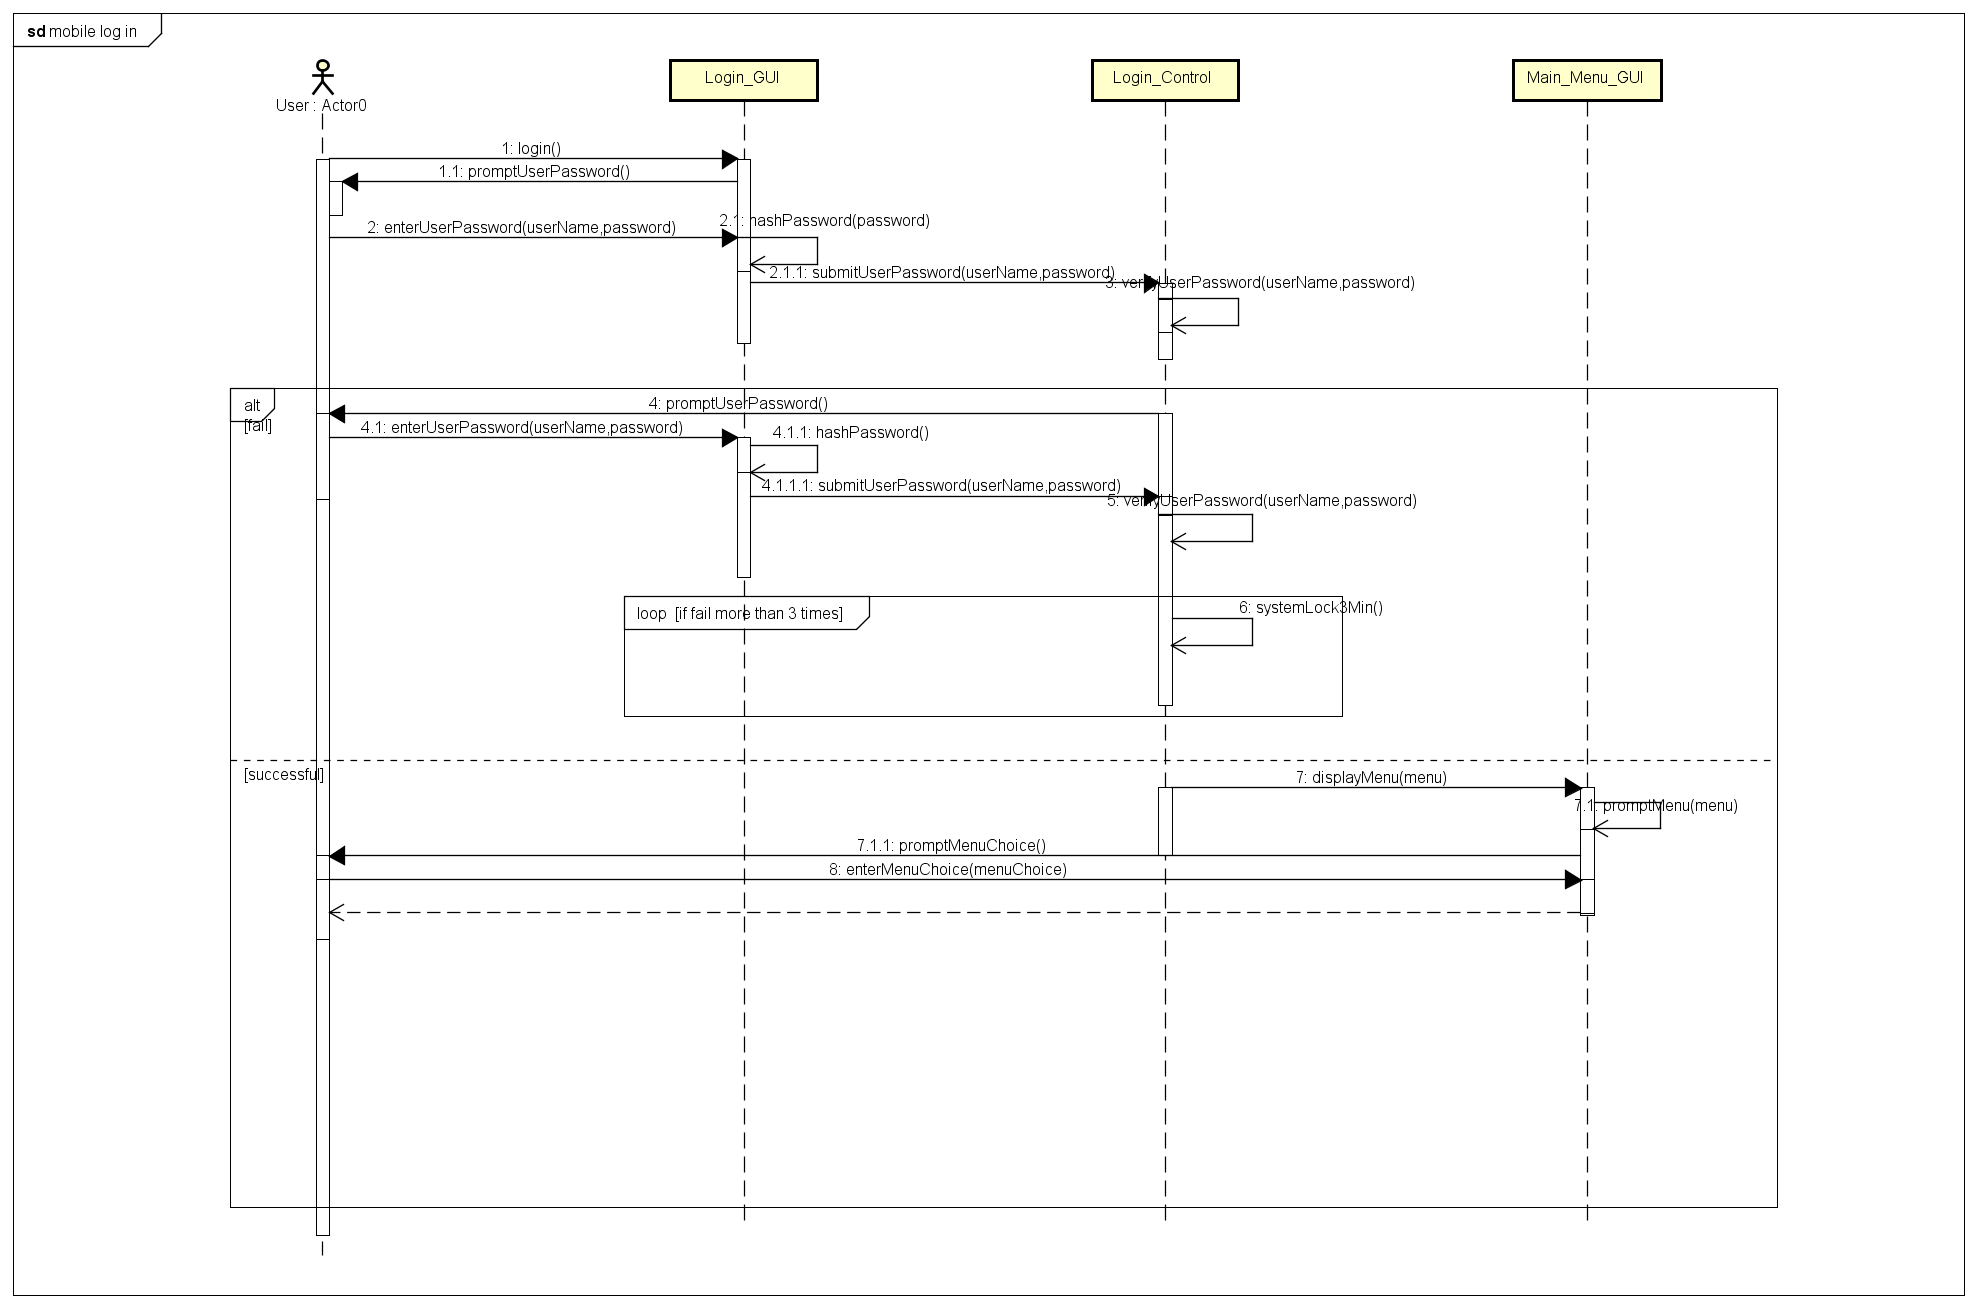 sd mobile log in
User : Actor0
Login_GUI
Login_Control
Main_Menu_GUI
1: login()
1.1: promptUserPassword()
2: enterUserPassword(userName,password)
2.1: hashPassword(password)
2.1.1: submitUserPassword(userName,password)
3: verifyUserPassword(userName,password)
alt
[fail]
4: promptUserPassword()
4.1: enterUserPassword(userName,password)
4.1.1: hashPassword()
4.1.1.1: submitUserPassword(userName,password)
5: verifyUserPassword(userName,password)
loop [if fail more than 3 times]
6: systemLock3Min()
[successful]
7: displayMenu(menu)
7.1: promptMenu(menu)
7.1.1: promptMenuChoice()
8: enterMenuChoice(menuChoice)